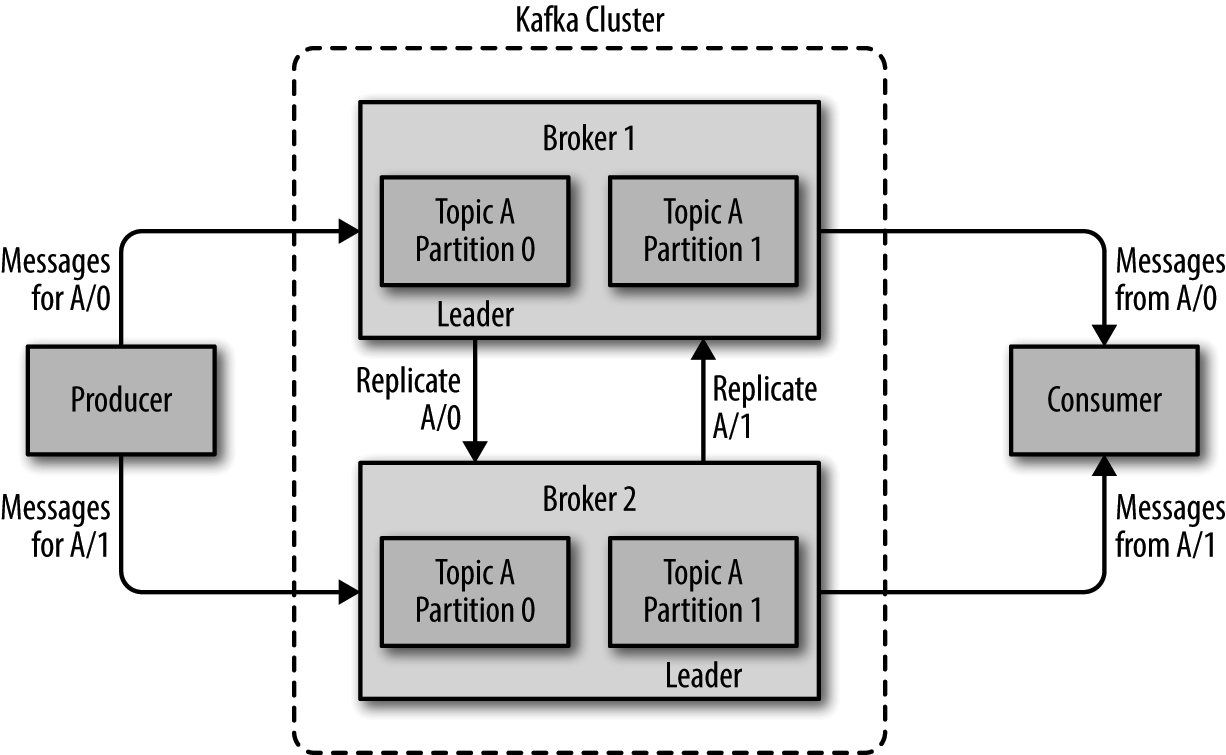 Kafka Cluster
Broker 1
Topic A
Partition 0
Topic A
Partition 1
Leader
Messages
for A/0
Messages
from A/0
Producer
Replicate
A/0
Replicate
A/1
Consumer
Broker 2
Messages
for A/1
Messages
from A/1
Topic A
Partition 0
Topic A
Partition 1
Leader